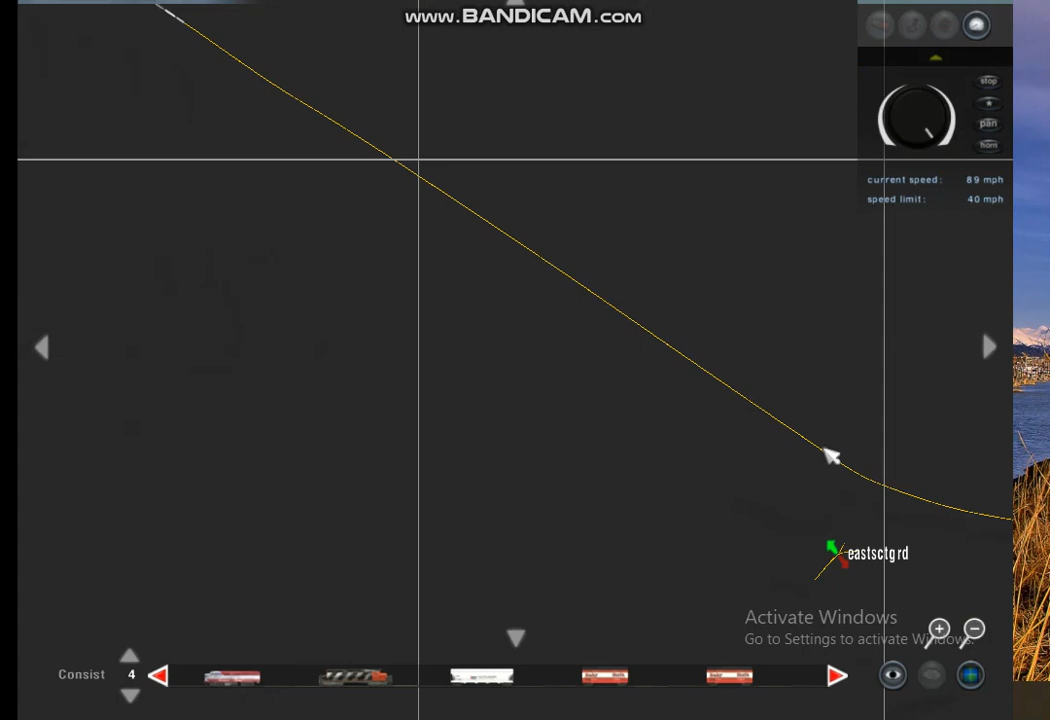 www.BANDICAM.com
stop
pan
horn
current speed: 89 mph
speed limit: 40 mph
eastsctgrd
Activate Windows
Go to Settings to activate Windows.
Consist 4